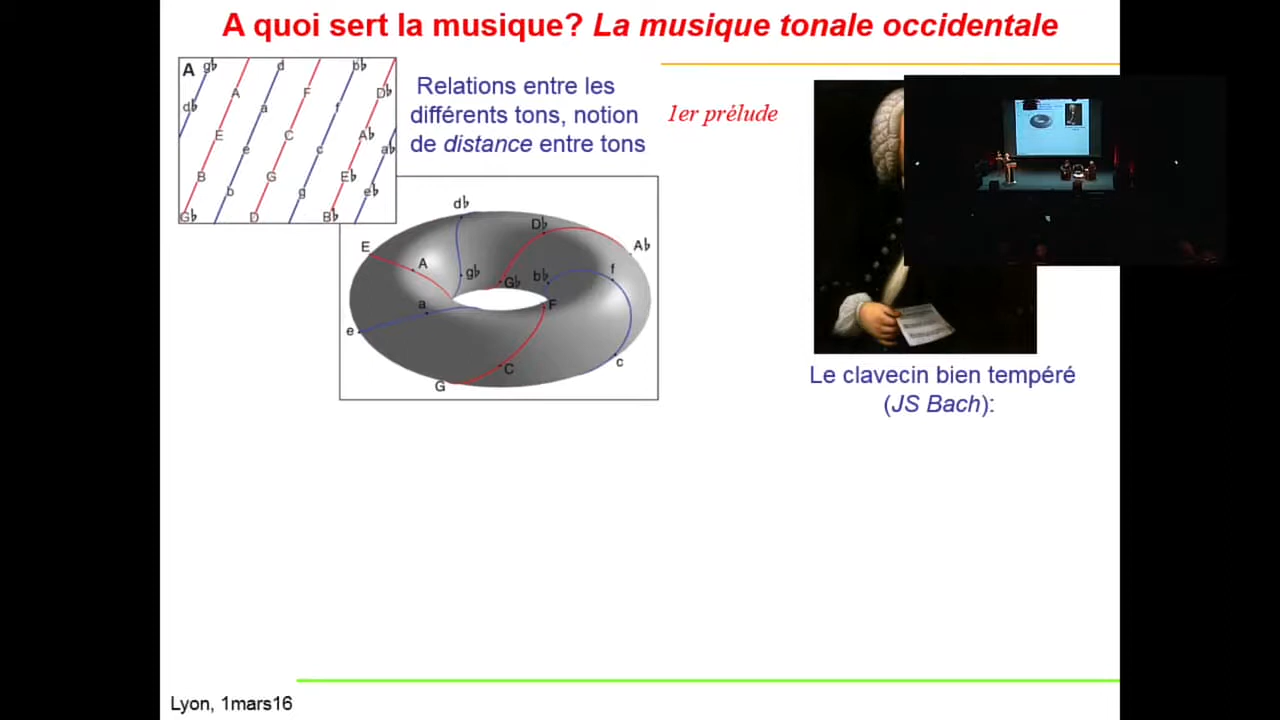 A quoi sert la musique? La musique tonale occidentale
A
g♭ d b♭
A F D♭
d♭ a f
E C A♭
e c a♭
B G E♭
b g e♭
G♭ D B♭
Relations entre les
différents tons, notion
de distance entre tons
1er prélude
d♭
D♭
E A♭
A f
g♭ G♭ b♭
a F
e
C c
G
Le clavecin bien tempéré
(JS Bach):
Lyon, 1mars16